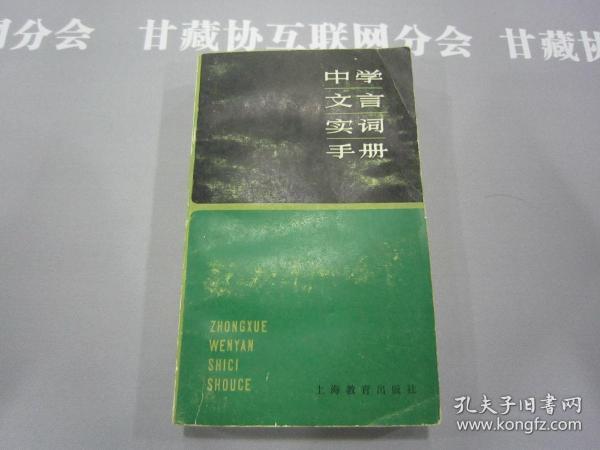 网分会 甘藏协互联网分会 甘藏协
中学
文言
实词
手册
ZHONGXUE
WENYAN
SHICI
SHOUCE
上海教育出版社
孔夫子旧书网
www.kongfz.com